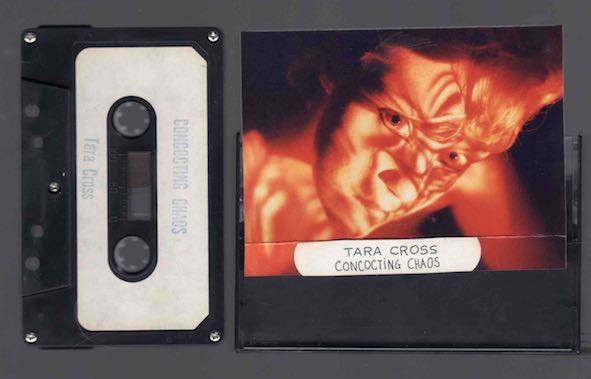 CONCOCTING CHAOS
Tara Cross
TARA CROSS
CONCOCTiNG CHAOS